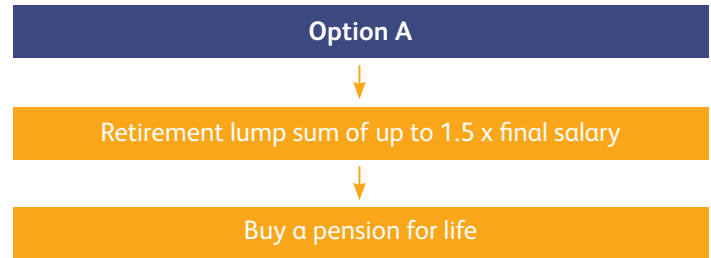 Option A
Retirement lump sum of up to 1.5 x final salary
Buy a pension for life